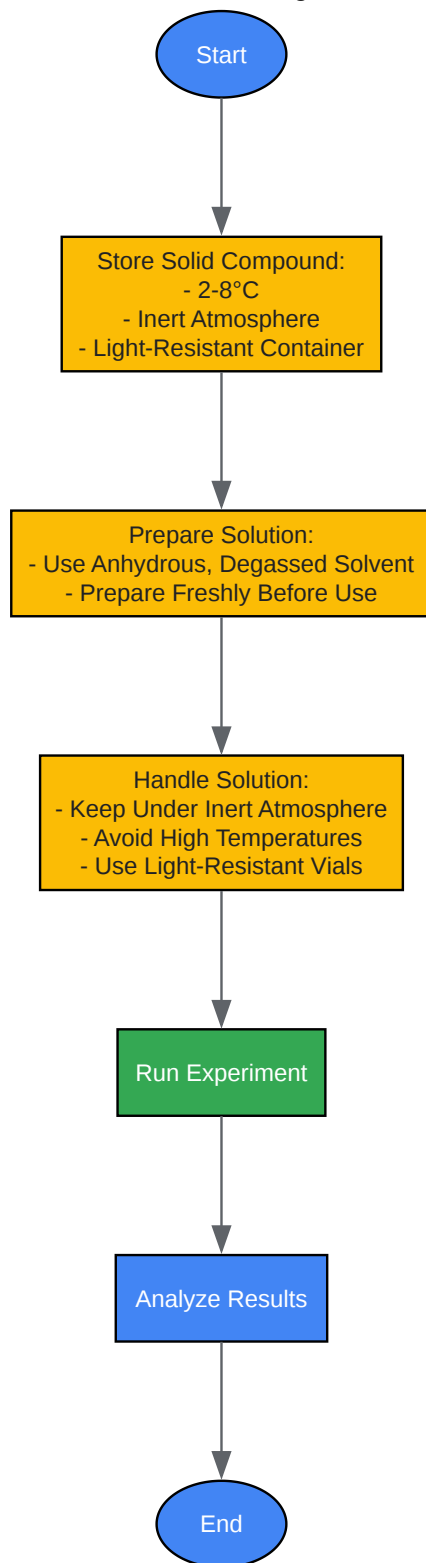 Start
Store Solid Compound:
- 2-8°C
- Inert Atmosphere
- Light-Resistant Container
Prepare Solution:
- Use Anhydrous, Degassed Solvent
- Prepare Freshly Before Use
Handle Solution:
- Keep Under Inert Atmosphere
- Avoid High Temperatures
- Use Light-Resistant Vials
Run Experiment
Analyze Results
End